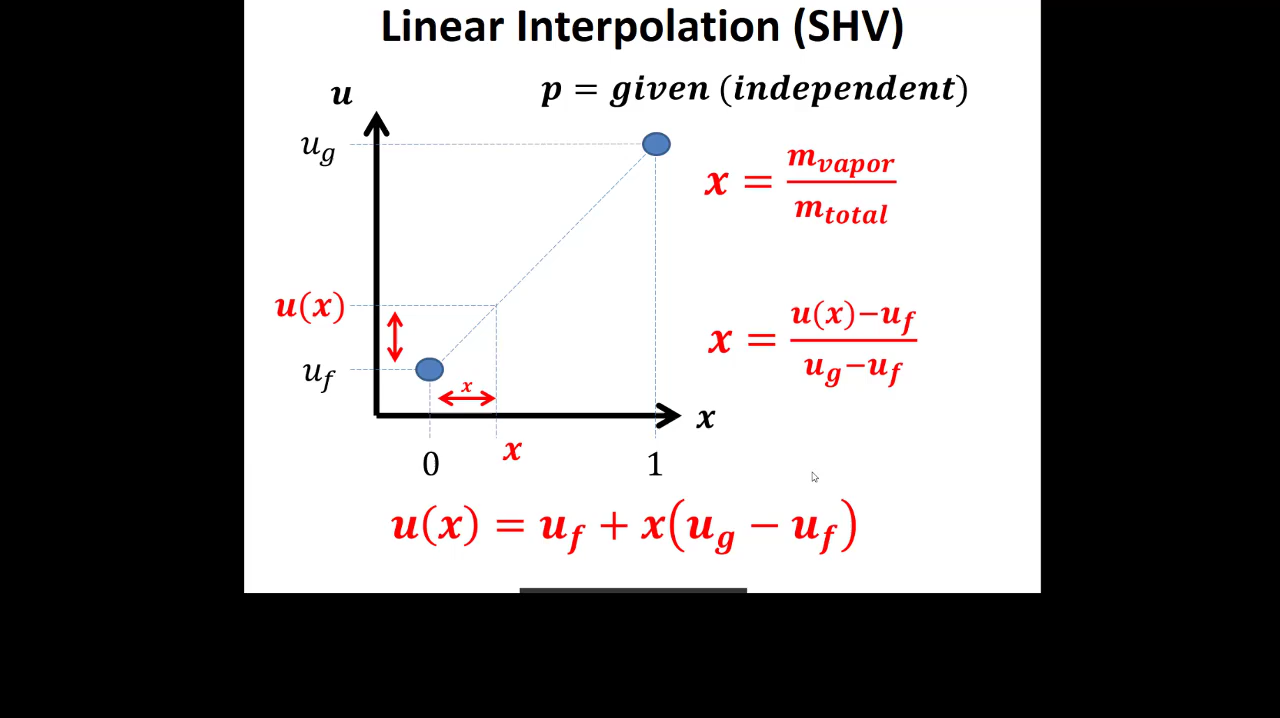 Linear Interpolation (SHV)
p = given (independent)
u
u_g
x = m_vapor / m_total
u(x)
x = (u(x)−u_f) / (u_g−u_f)
u_f
x
x
x
0
1
u(x) = u_f + x(u_g − u_f)